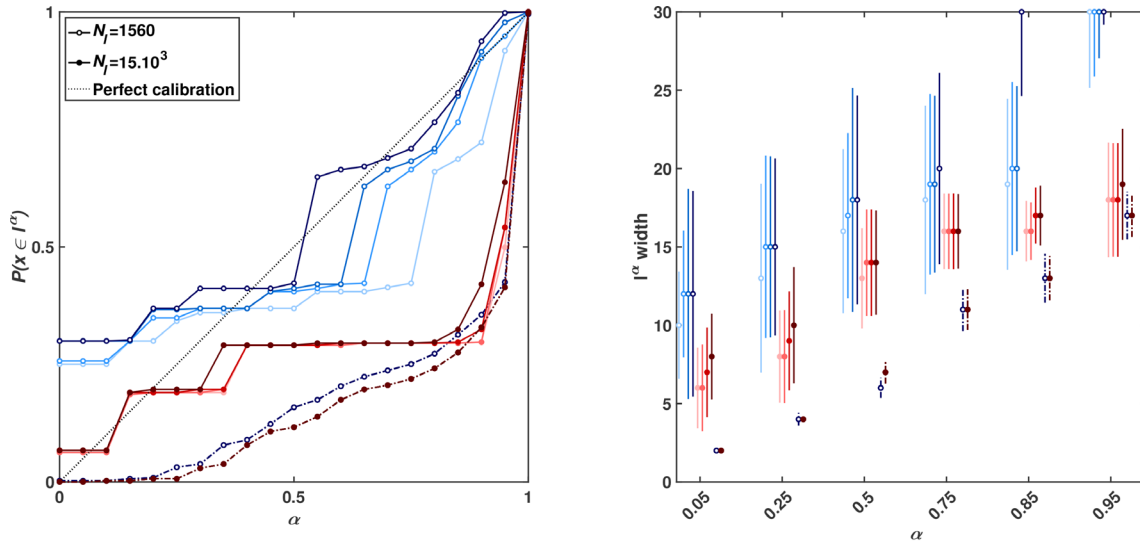 N_I=1560
N_I=15.10^3
Perfect calibration
1
0.5
0
P(x ∈ I^α)
0
0.5
1
α
30
25
20
15
10
5
0
I^α width
0.05
0.25
0.5
0.75
0.85
0.95
α